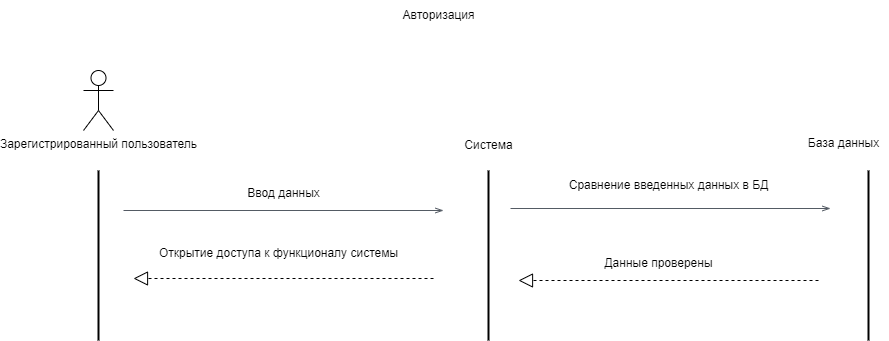 Авторизация
Зарегистрированный пользователь
Система
База данных
Ввод данных
Сравнение введенных данных в БД
Открытие доступа к функционалу системы
Данные проверены